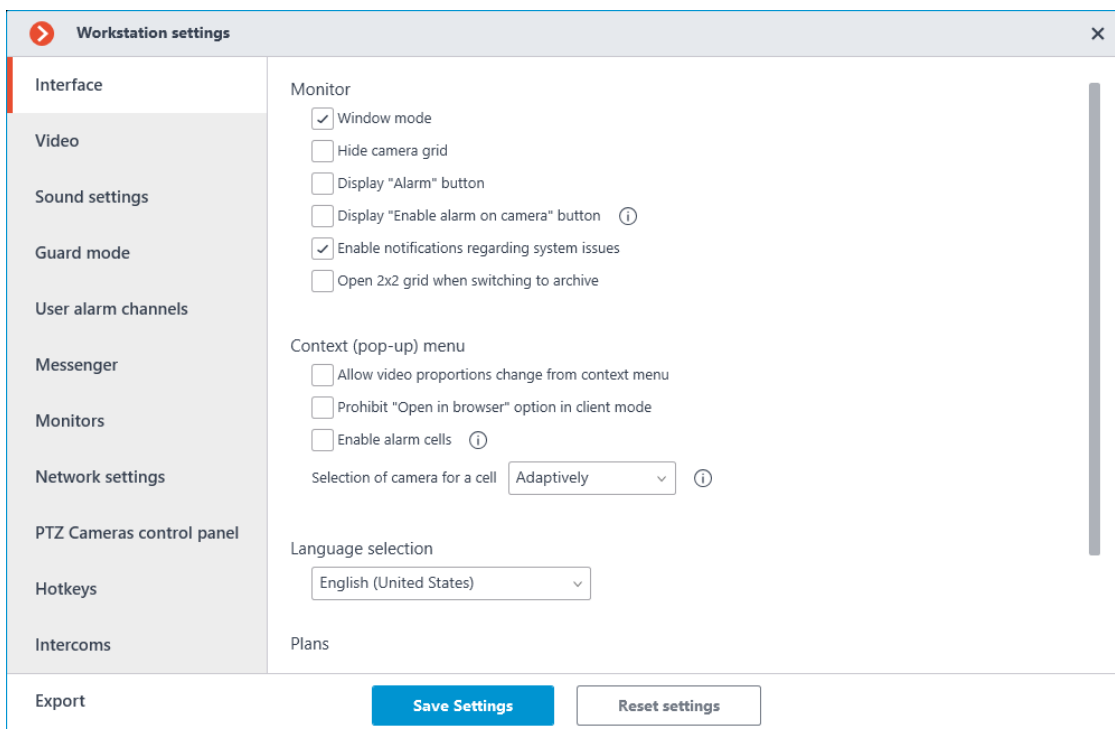 Workstation settings
Interface
Video
Sound settings
Guard mode
User alarm channels
Messenger
Monitors
Network settings
PTZ Cameras control panel
Hotkeys
Intercoms
Export
Monitor
Window mode
Hide camera grid
Display "Alarm" button
Display "Enable alarm on camera" button
Enable notifications regarding system issues
Open 2x2 grid when switching to archive
Context (pop-up) menu
Allow video proportions change from context menu
Prohibit "Open in browser" option in client mode
Enable alarm cells
Selection of camera for a cell Adaptively
Language selection
English (United States)
Plans
Save Settings Reset settings